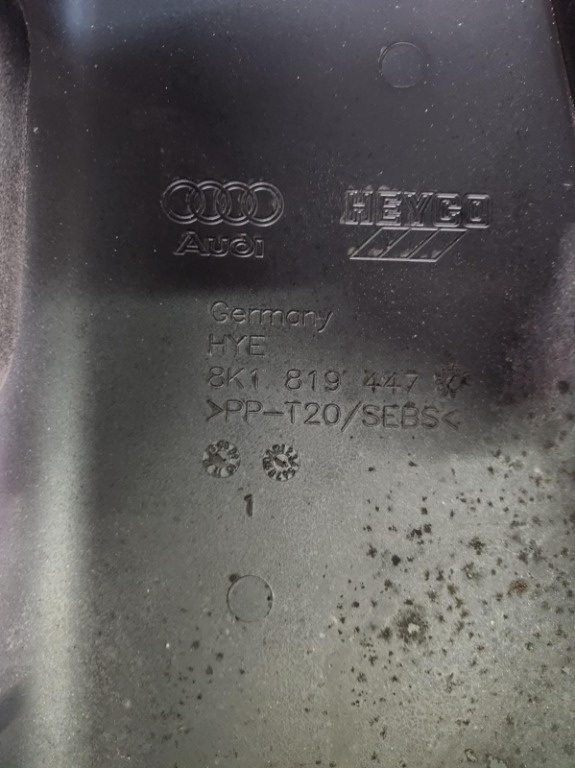 Audi
HEYCO
Germany
HYE
8K1 819 447
>PP-T20/SEBS<
1